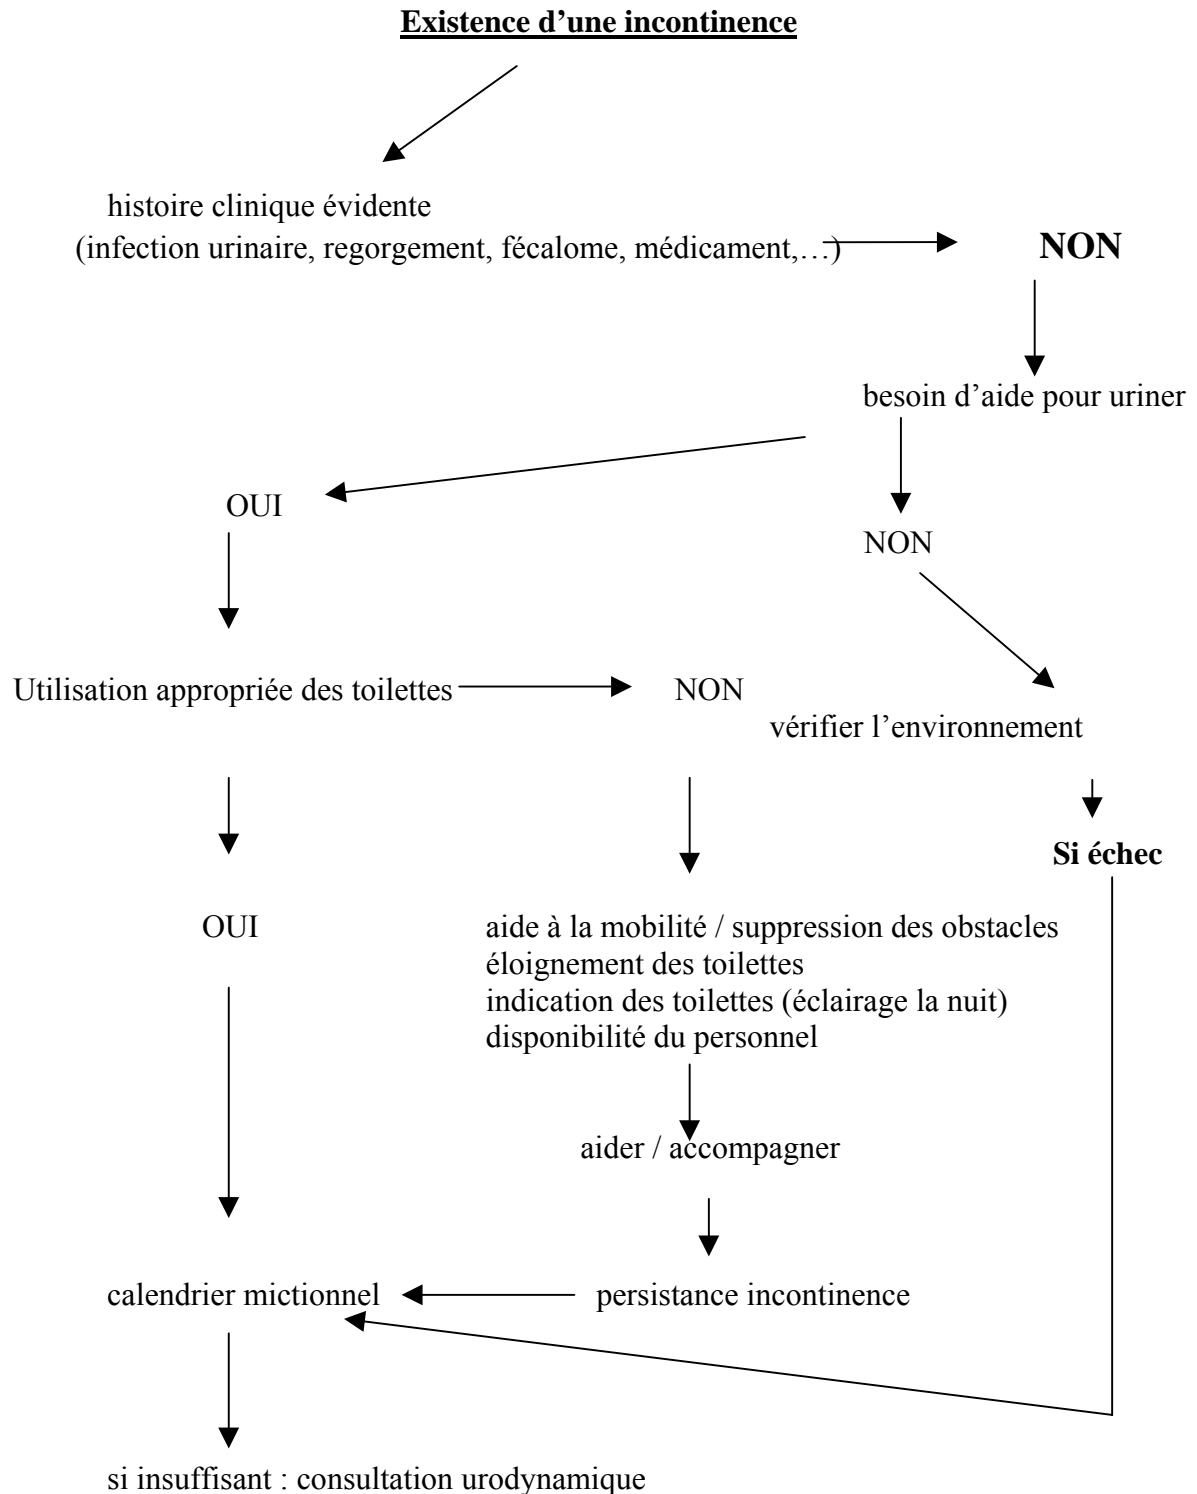 Existence d’une incontinence
histoire clinique évidente
(infection urinaire, regorgement, fécalome, médicament,…)
NON
besoin d’aide pour uriner
OUI
NON
Utilisation appropriée des toilettes
NON
vérifier l’environnement
Si échec
OUI
aide à la mobilité / suppression des obstacles
éloignement des toilettes
indication des toilettes (éclairage la nuit)
disponibilité du personnel
aider / accompagner
calendrier mictionnel
persistance incontinence
si insuffisant : consultation urodynamique